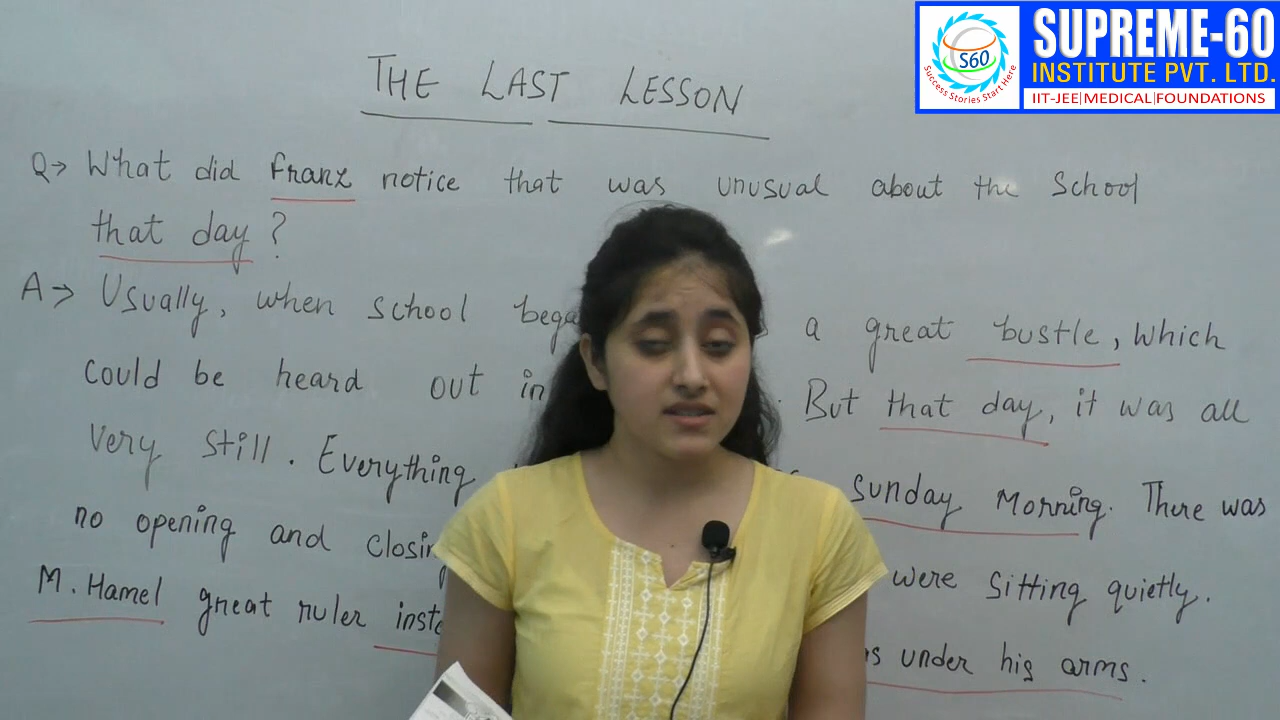 SUPREME-60
INSTITUTE PVT. LTD.
IIT-JEE|MEDICAL|FOUNDATIONS
S60
Success Stories Start Here
THE LAST LESSON
Q→ What did Franz notice that was unusual about the School
that day ?
A→ Usually, when school a great bustle, which
could be heard out in But that day, it was all
very still. Everything Sunday Morning. There was
no opening and were sitting quietly.
M. Hamel great ruler under his arms.